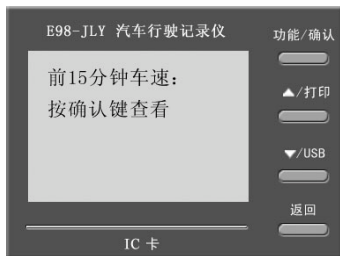 E98-JLY 汽车行驶记录仪
功能/确认
前15分钟车速：
按确认键查看
▲/打印
▼/USB
返回
IC 卡